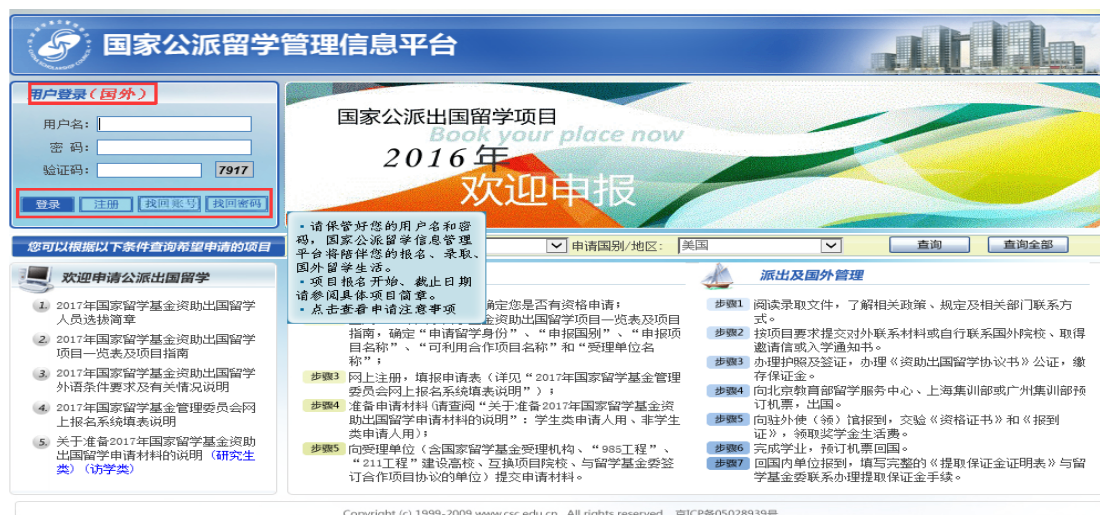 国家公派留学管理信息平台
用户登录（国外）
用户名：
密 码：
验证码：
7917
登录 注册 找回账号 找回密码
国家公派出国留学项目
Book your place now
2016年
欢迎申报
您可以根据以下条件查询希望申请的项目
申请国别/地区： 美国 查询 查询全部
·请保管好您的用户名和密
码，国家公派留学信息管理
平台将陪伴您的报名、录取、
国外留学生活。
·项目报名开始、截止日期
请参阅具体项目简章。
·点击查看申请注意事项
欢迎申请公派出国留学
1. 2017年国家留学基金资助出国留学
人员选拔简章
2. 2017年国家留学基金资助出国留学
项目一览表及项目指南
3. 2017年国家留学基金资助出国留学
外语条件要求及有关情况说明
4. 2017年国家留学基金管理委员会网
上报名系统填表说明
5. 关于准备2017年国家留学基金资助
出国留学申请材料的说明（研究生
类）（访学类）
确定您是否有资格申请；
金资助出国留学项目一览表及项目
指南，确定“申请留学身份”、“申报国别”、“申报项
目名称”、“可利用合作项目名称”和“受理单位名
称”；
步骤3 网上注册，填报申请表（详见“2017年国家留学基金管理
委员会网上报名系统填表说明”）；
步骤4 准备申请材料(请查阅“关于准备2017年国家留学基金资
助出国留学申请材料的说明”：学生类申请人用、非学生
类申请人用)；
步骤5 向受理单位（含国家留学基金受理机构、“985工程”、
“211工程”建设高校、互换项目院校、与留学基金委签
订合作项目协议的单位）提交申请材料。
派出及国外管理
步骤1 阅读录取文件，了解相关政策、规定及相关部门联系方
式。
步骤2 按项目要求提交对外联系材料或自行联系国外院校、取得
邀请信或入学通知书。
步骤3 办理护照及签证，办理《资助出国留学协议书》公证，缴
存保证金。
步骤4 向北京教育部留学服务中心、上海集训部或广州集训部预
订机票，出国。
步骤5 向驻外使（领）馆报到，交验《资格证书》和《报到
证》，领取奖学金生活费。
步骤6 完成学业，预订机票回国。
步骤7 回国内单位报到，填写完整的《提取保证金证明表》与留
学基金委联系办理提取保证金手续。
Copyright (c) 1999-2009 www.csc.edu.cn All rights reserved 京ICP备05028939号